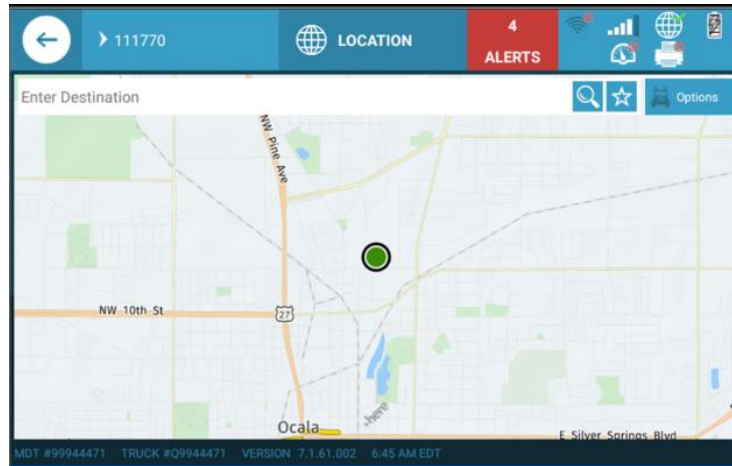 111770
LOCATION
4
ALERTS
Enter Destination
Options
NW Pine Ave
NW 10th St
27
Ocala
here
E Silver Springs Blvd
MDT #99944471 TRUCK #Q9944471 VERSION 7.1.61.002 6:45 AM EDT